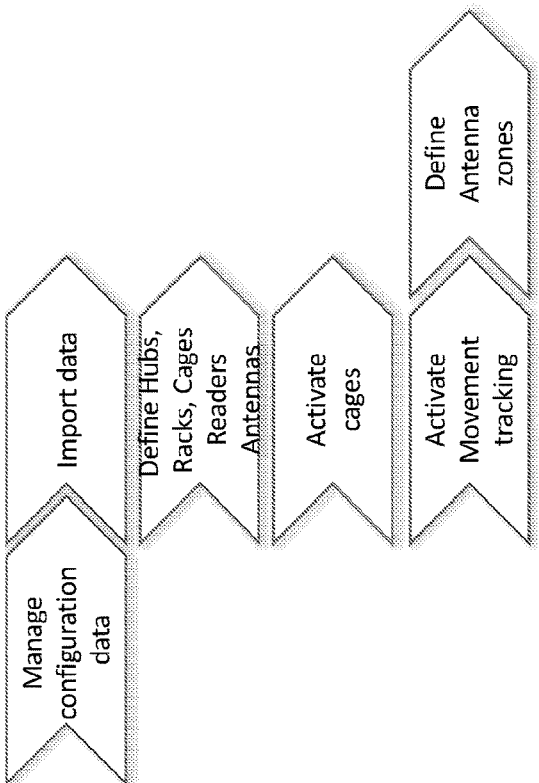 Manage
configuration
data
Import data
Define Hubs,
Racks, Cages
Readers
Antennas
Activate
cages
Activate
Movement
tracking
Define
Antenna
zones